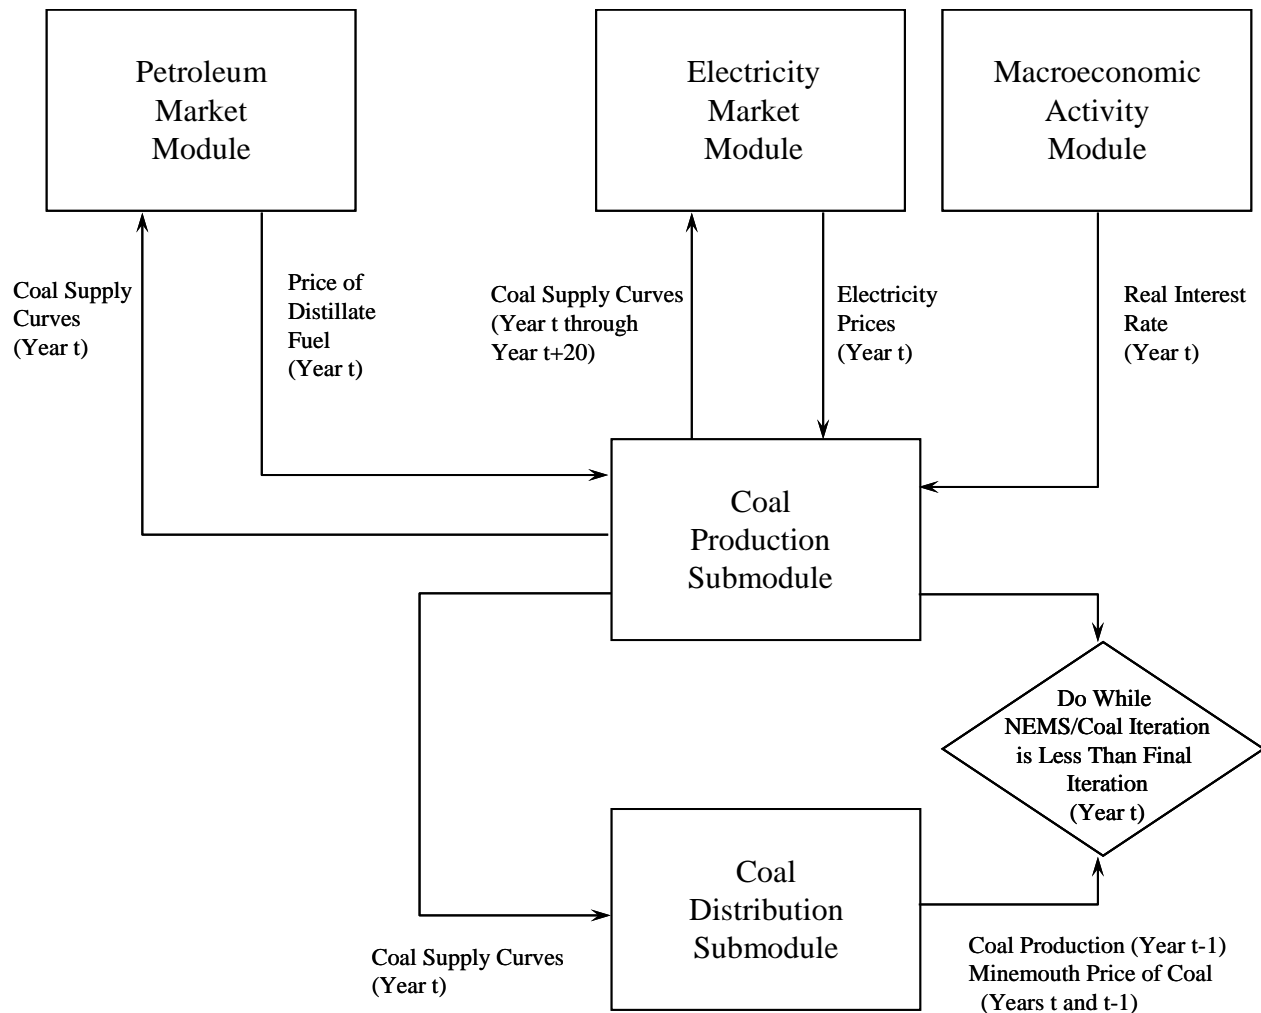 Petroleum
Market
Module
Electricity
Market
Module
Macroeconomic
Activity
Module
Coal Supply
Curves
(Year t)
Price of
Distillate
Fuel
(Year t)
Coal Supply Curves
(Year t through
Year t+20)
Electricity
Prices
(Year t)
Real Interest
Rate
(Year t)
Coal
Production
Submodule
Do While
NEMS/Coal Iteration
is Less Than Final
Iteration
(Year t)
Coal
Distribution
Submodule
Coal Supply Curves
(Year t)
Coal Production (Year t-1)
Minemouth Price of Coal
(Years t and t-1)